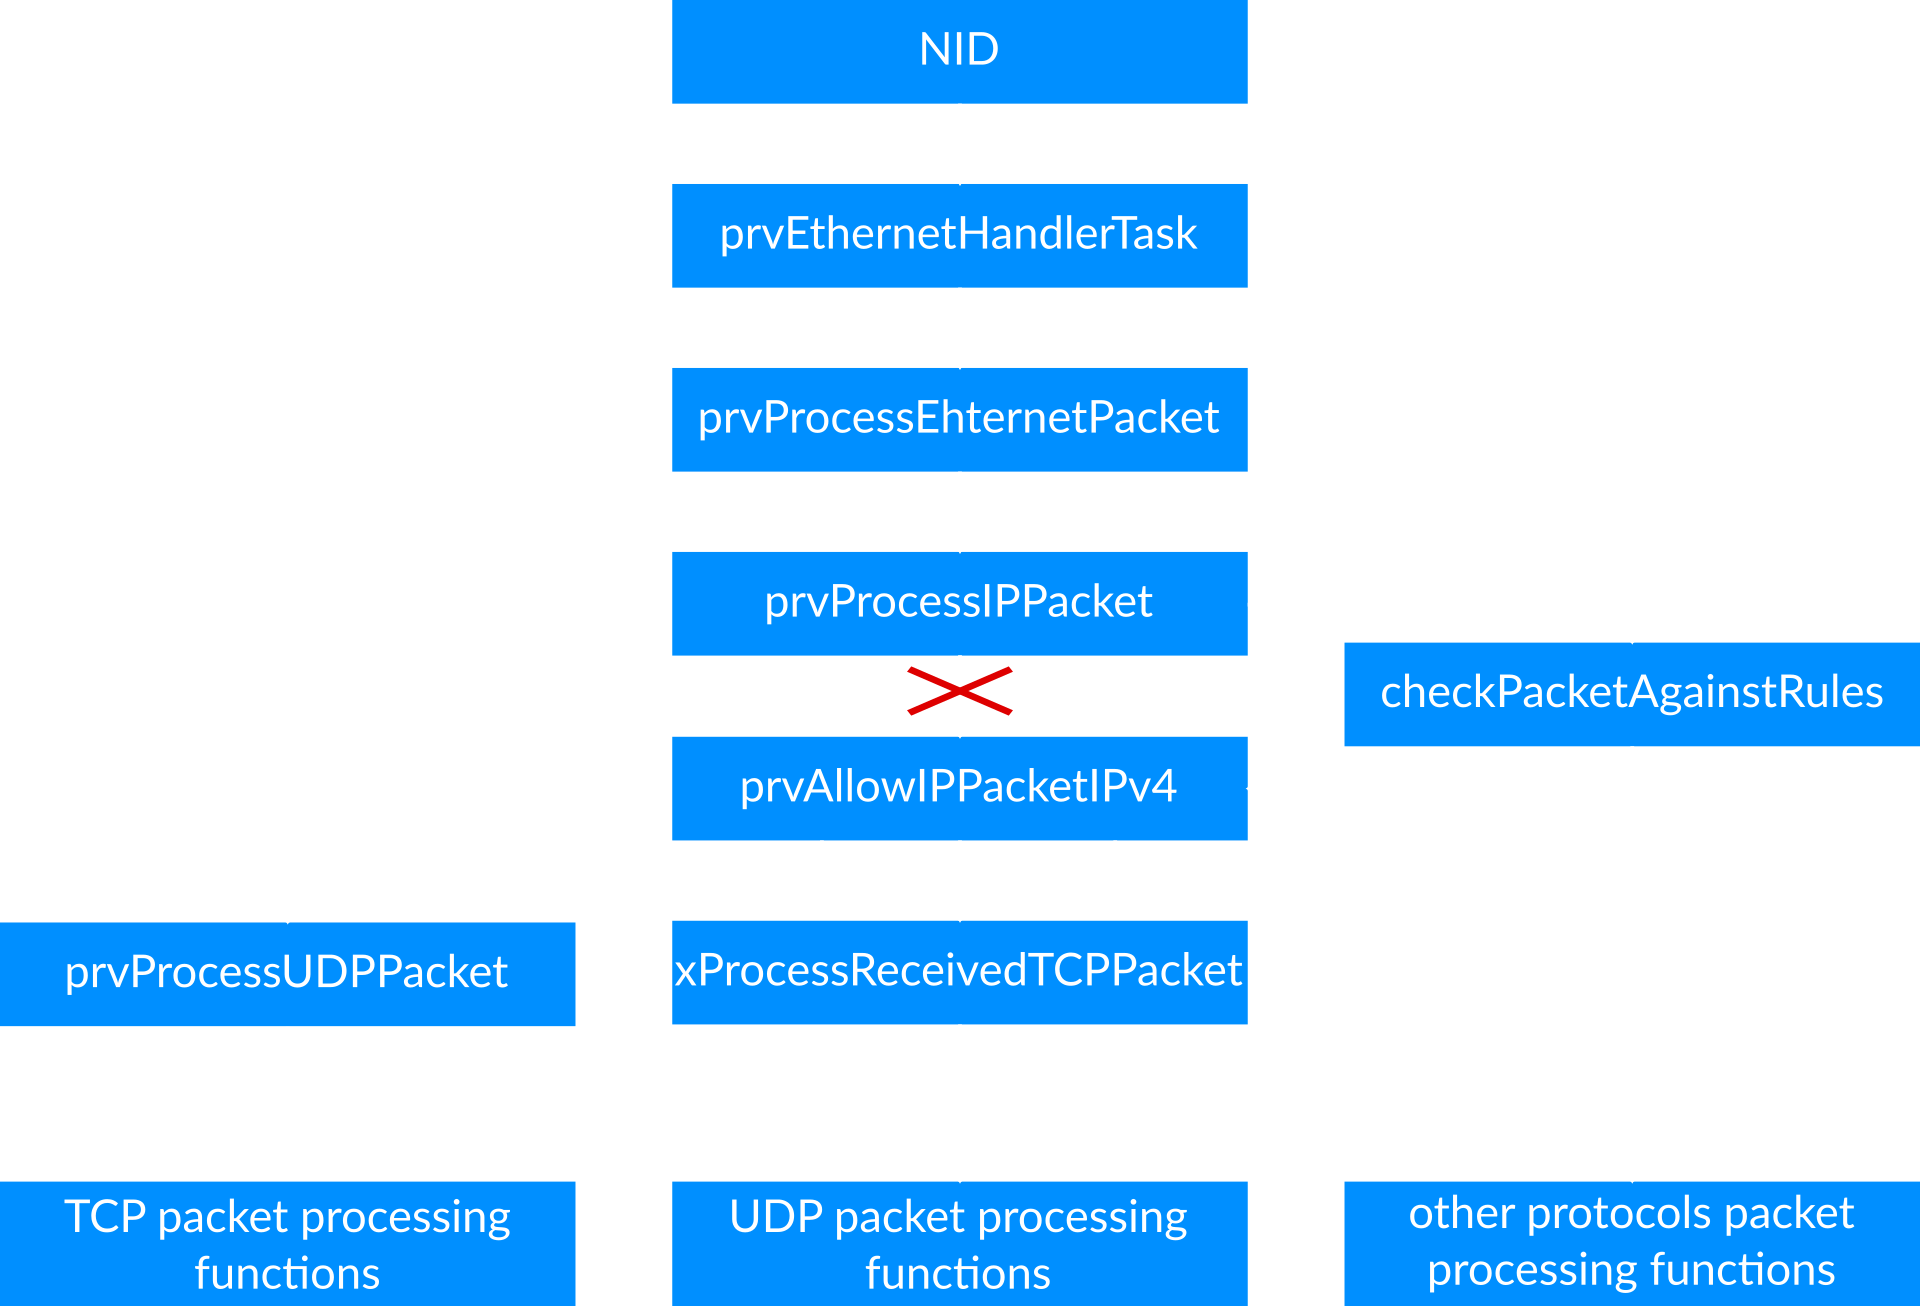 NID
prvEthernetHandlerTask
prvProcessEhternetPacket
prvProcessIPPacket
checkPacketAgainstRules
prvAllowIPPacketIPv4
prvProcessUDPPacket
xProcessReceivedTCPPacket
TCP packet processing
functions
UDP packet processing
functions
other protocols packet
processing functions